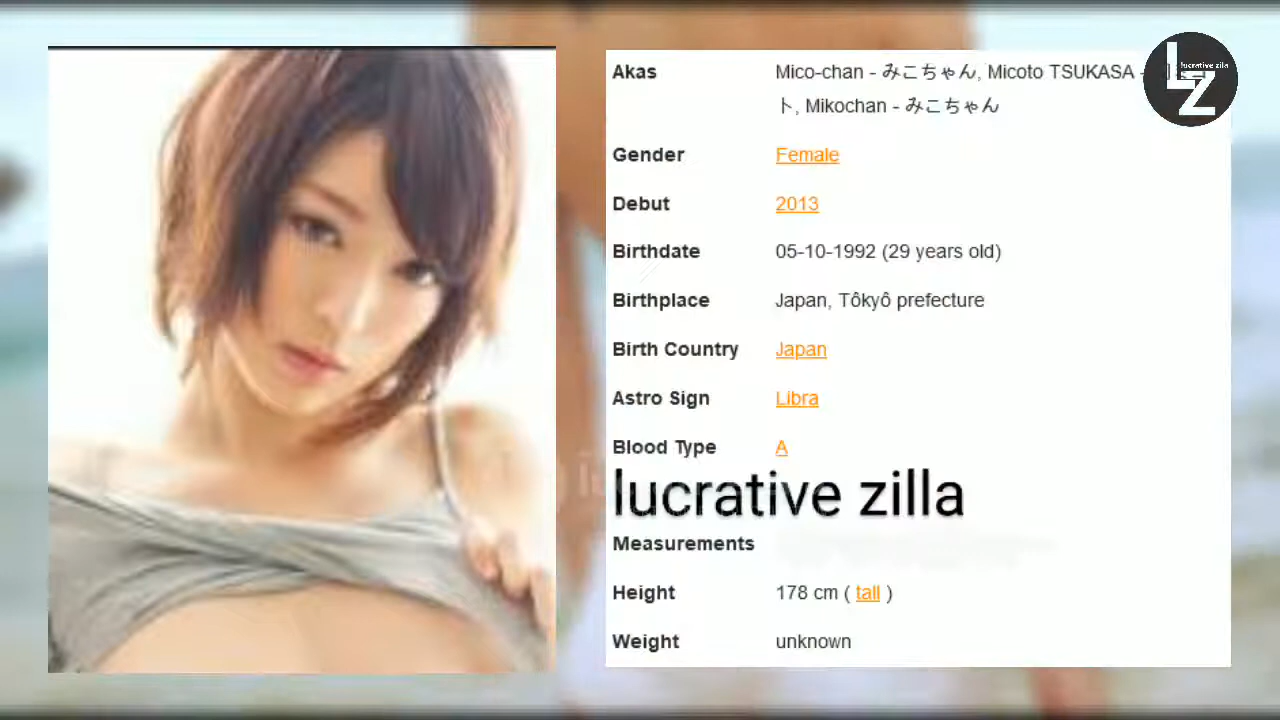 Akas Mico-chan - みこちゃん, Micoto TSUKASA -
ト, Mikochan - みこちゃん
LZ
lucrative zila
Gender Female
Debut 2013
Birthdate 05-10-1992 (29 years old)
Birthplace Japan, Tôkyô prefecture
Birth Country Japan
Astro Sign Libra
Blood Type A
lucrative zilla
Measurements
Height 178 cm ( tall )
Weight unknown